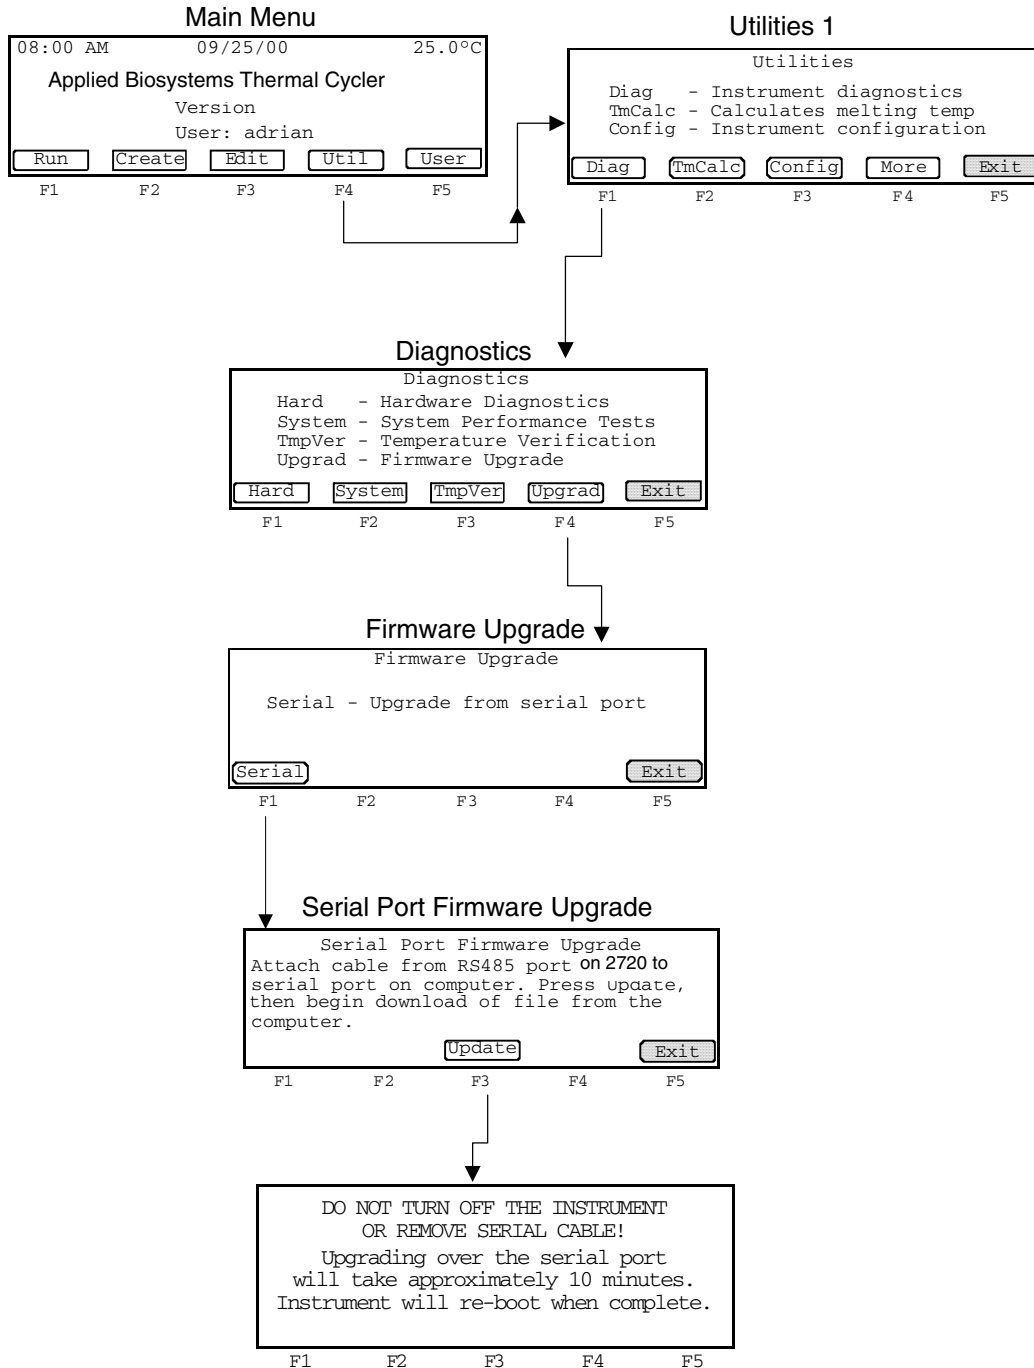 Main Menu
08:00 AM 09/25/00 25.0°C
Applied Biosystems Thermal Cycler
Version
User: adrian
Run Create Edit Util User
F1 F2 F3 F4 F5
Utilities 1
Utilities
Diag - Instrument diagnostics
TmCalc - Calculates melting temp
Config - Instrument configuration
Diag TmCalc Config More Exit
F1 F2 F3 F4 F5
Diagnostics
Diagnostics
Hard - Hardware Diagnostics
System - System Performance Tests
TmpVer - Temperature Verification
Upgrad - Firmware Upgrade
Hard System TmpVer Upgrad Exit
F1 F2 F3 F4 F5
Firmware Upgrade
Firmware Upgrade
Serial - Upgrade from serial port
Serial Exit
F1 F2 F3 F4 F5
Serial Port Firmware Upgrade
Serial Port Firmware Upgrade
Attach cable from RS485 port on 2720 to
serial port on computer. Press Update,
then begin download of file from the
computer.
Update Exit
F1 F2 F3 F4 F5
DO NOT TURN OFF THE INSTRUMENT
OR REMOVE SERIAL CABLE!
Upgrading over the serial port
will take approximately 10 minutes.
Instrument will re-boot when complete.
F1 F2 F3 F4 F5